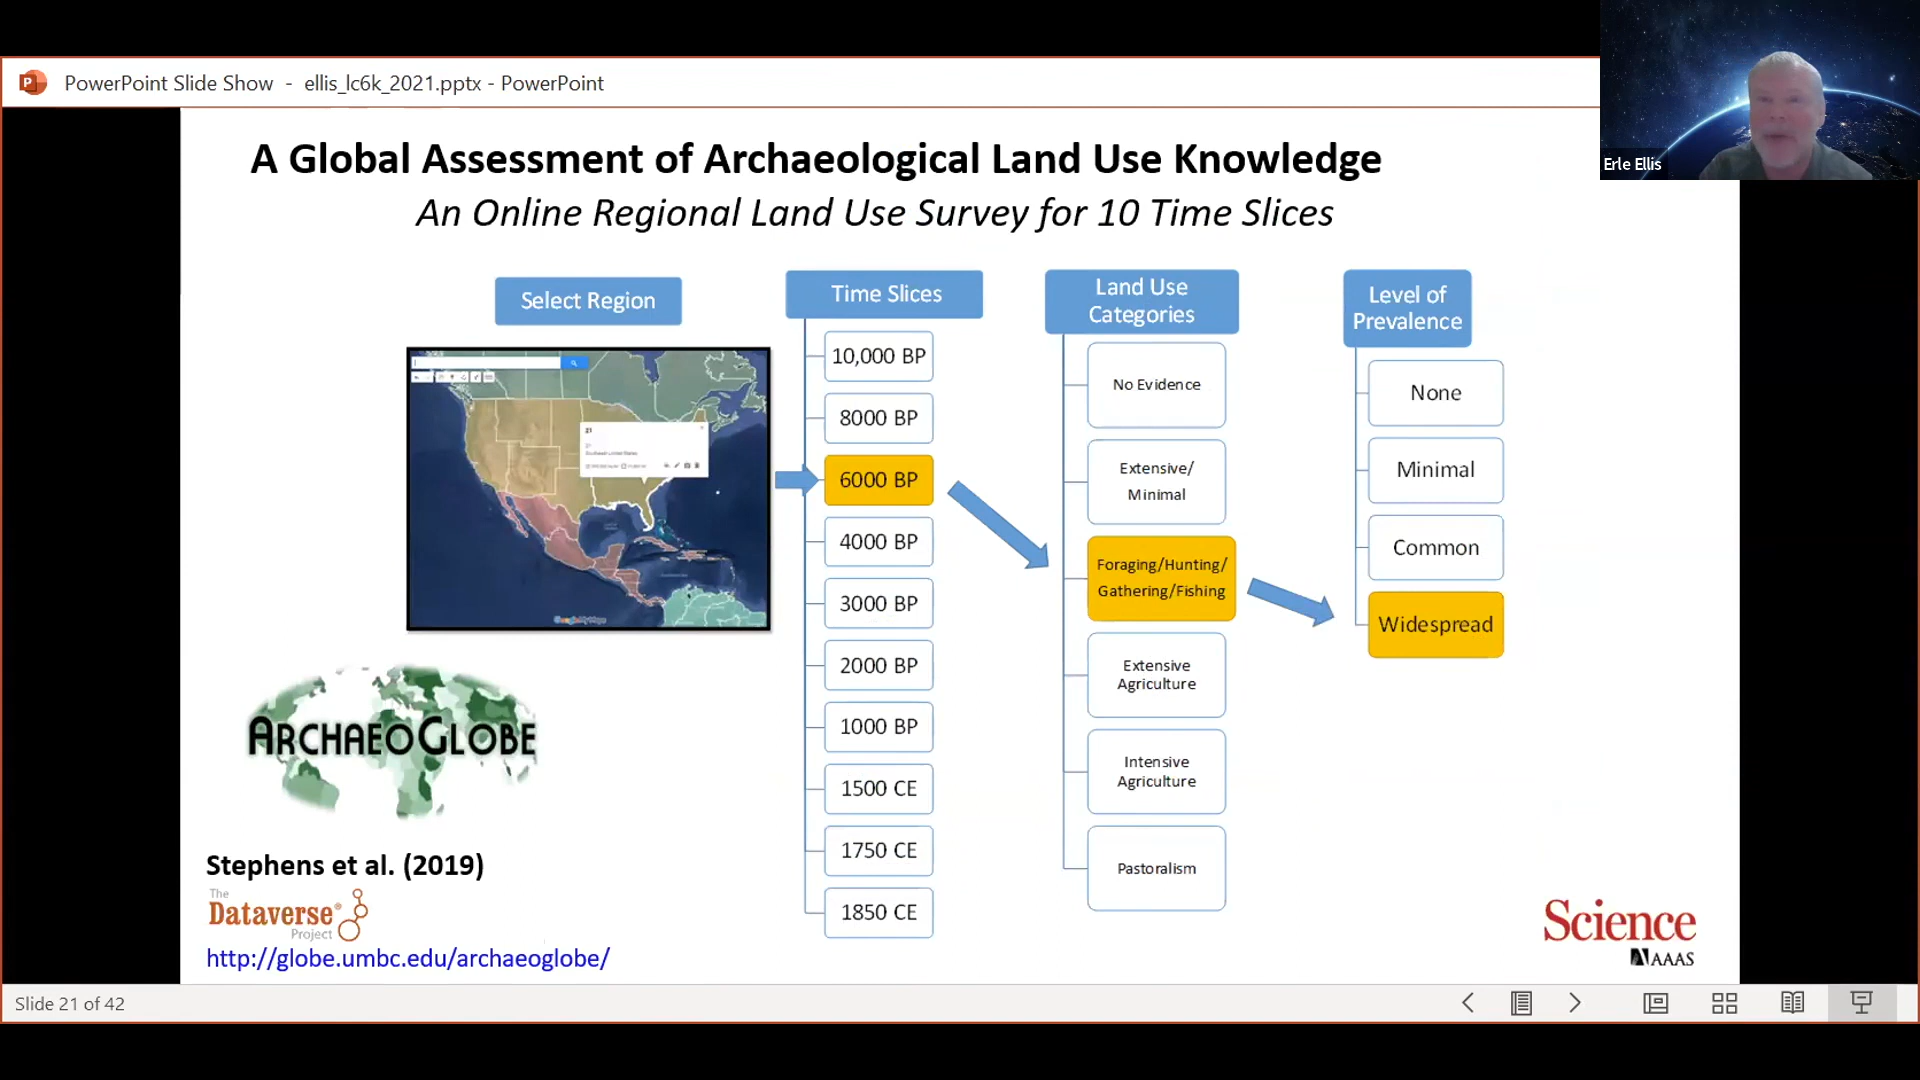 PowerPoint Slide Show - ellis_lc6k_2021.pptx - PowerPoint
Erle Ellis
A Global Assessment of Archaeological Land Use Knowledge
An Online Regional Land Use Survey for 10 Time Slices
Select Region
Time Slices
10,000 BP
8000 BP
6000 BP
4000 BP
3000 BP
2000 BP
1000 BP
1500 CE
1750 CE
1850 CE
Land Use
Categories
No Evidence
Extensive/
Minimal
Foraging/Hunting/
Gathering/Fishing
Extensive
Agriculture
Intensive
Agriculture
Pastoralism
Level of
Prevalence
None
Minimal
Common
Widespread
21
ARCHAEOGLOBE
Stephens et al. (2019)
The
Dataverse®
Project
http://globe.umbc.edu/archaeoglobe/
Science
AAAS
Slide 21 of 42